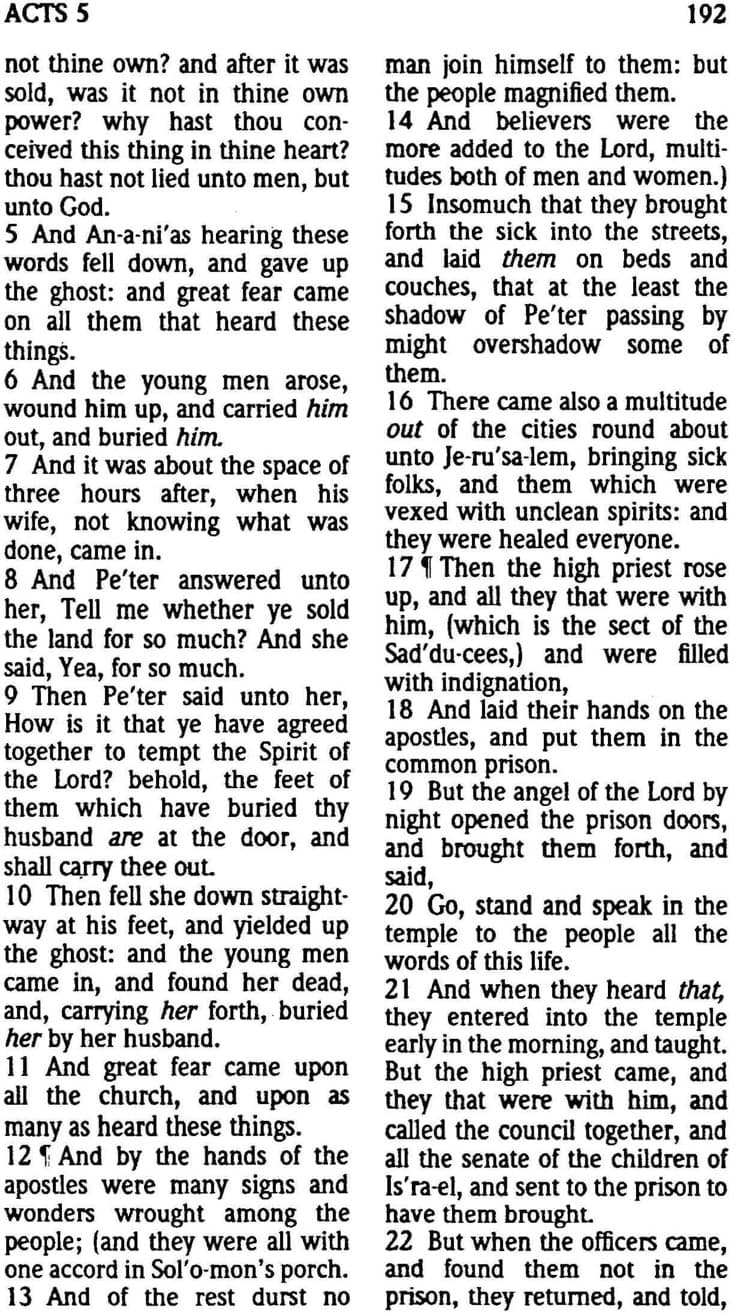 ACTS 5
192
not thine own? and after it was
sold, was it not in thine own
power? why hast thou con-
ceived this thing in thine heart?
thou hast not lied unto men, but
unto God.
5 And An-a-ni′as hearing these
words fell down, and gave up
the ghost: and great fear came
on all them that heard these
things.
6 And the young men arose,
wound him up, and carried him
out, and buried him.
7 And it was about the space of
three hours after, when his
wife, not knowing what was
done, came in.
8 And Pe′ter answered unto
her, Tell me whether ye sold
the land for so much? And she
said, Yea, for so much.
9 Then Pe′ter said unto her,
How is it that ye have agreed
together to tempt the Spirit of
the Lord? behold, the feet of
them which have buried thy
husband are at the door, and
shall carry thee out.
10 Then fell she down straight-
way at his feet, and yielded up
the ghost: and the young men
came in, and found her dead,
and, carrying her forth, buried
her by her husband.
11 And great fear came upon
all the church, and upon as
many as heard these things.
12 ¶ And by the hands of the
apostles were many signs and
wonders wrought among the
people; (and they were all with
one accord in Sol′o-mon's porch.
13 And of the rest durst no
man join himself to them: but
the people magnified them.
14 And believers were the
more added to the Lord, multi-
tudes both of men and women.)
15 Insomuch that they brought
forth the sick into the streets,
and laid them on beds and
couches, that at the least the
shadow of Pe′ter passing by
might overshadow some of
them.
16 There came also a multitude
out of the cities round about
unto Je-ru′sa-lem, bringing sick
folks, and them which were
vexed with unclean spirits: and
they were healed everyone.
17 ¶ Then the high priest rose
up, and all they that were with
him, (which is the sect of the
Sad′du-cees,) and were filled
with indignation,
18 And laid their hands on the
apostles, and put them in the
common prison.
19 But the angel of the Lord by
night opened the prison doors,
and brought them forth, and
said,
20 Go, stand and speak in the
temple to the people all the
words of this life.
21 And when they heard that,
they entered into the temple
early in the morning, and taught.
But the high priest came, and
they that were with him, and
called the council together, and
all the senate of the children of
Is′ra-el, and sent to the prison to
have them brought.
22 But when the officers came,
and found them not in the
prison, they returned, and told,